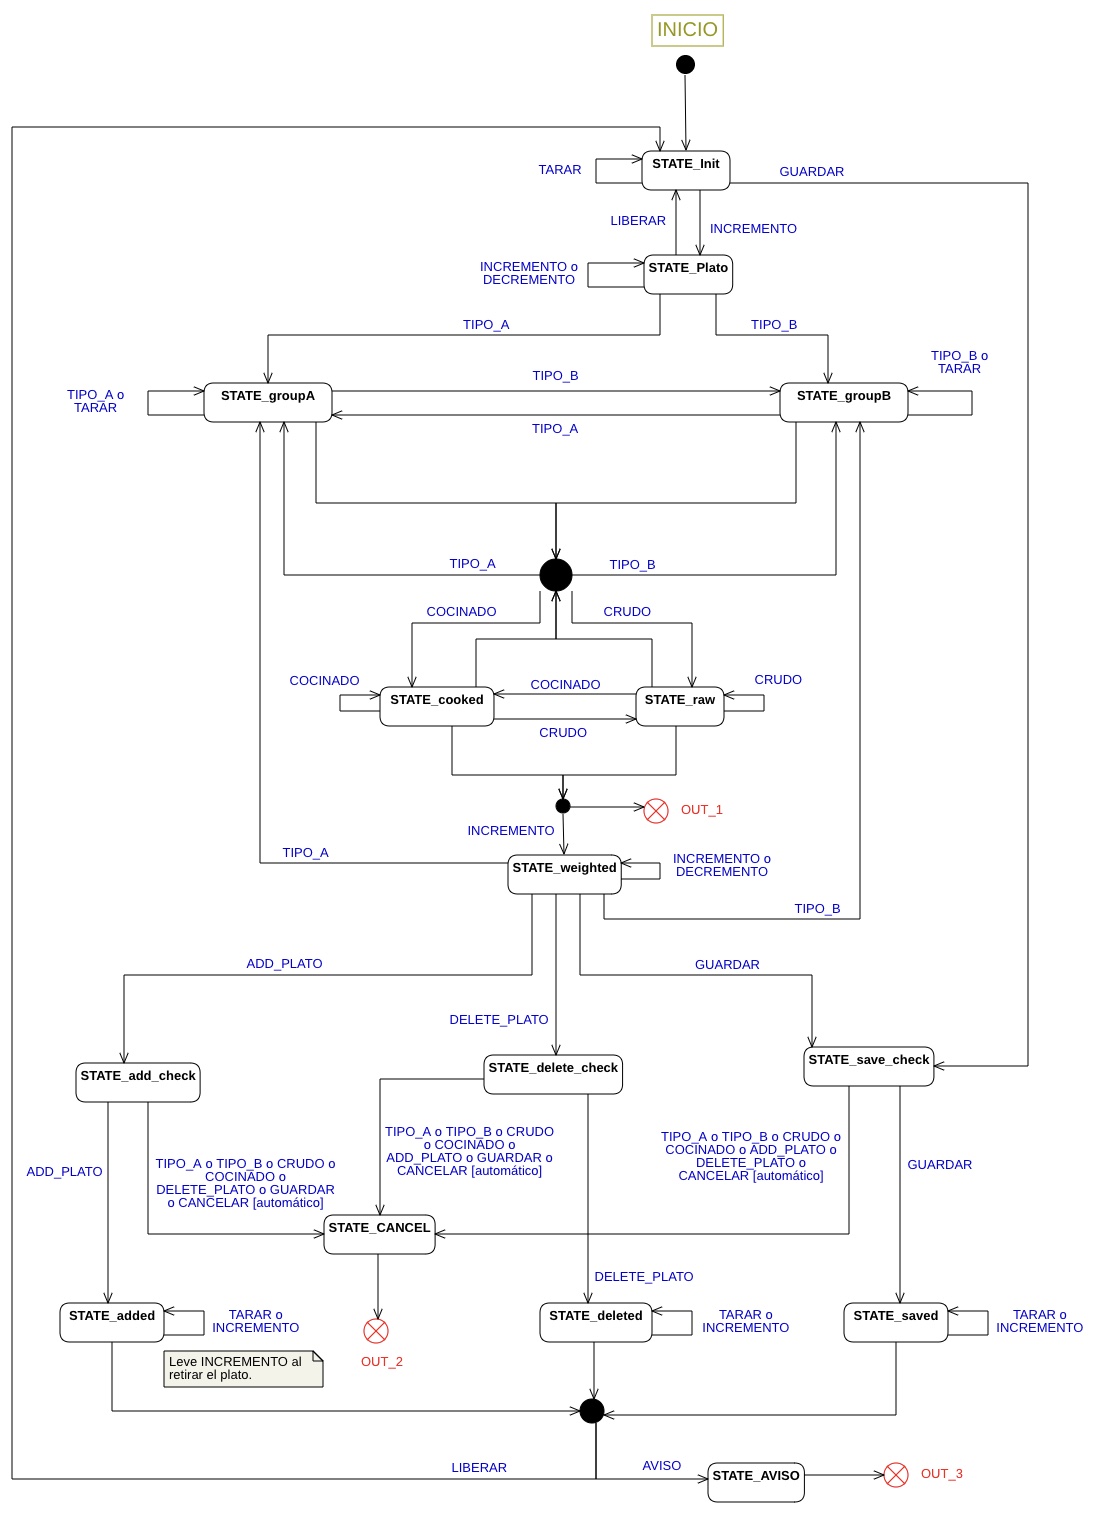 INICIO
STATE_Init
TARAR
GUARDAR
LIBERAR
INCREMENTO
INCREMENTO o
DECREMENTO
STATE_Plato
TIPO_A
TIPO_B
TIPO_A o
TARAR
STATE_groupA
TIPO_B
TIPO_A
STATE_groupB
TIPO_B o
TARAR
TIPO_A
TIPO_B
COCINADO
CRUDO
COCINADO
STATE_cooked
COCINADO
CRUDO
STATE_raw
CRUDO
OUT_1
INCREMENTO
TIPO_A
STATE_weighted
INCREMENTO o
DECREMENTO
TIPO_B
ADD_PLATO
GUARDAR
DELETE_PLATO
STATE_add_check
STATE_delete_check
STATE_save_check
ADD_PLATO
TIPO_A o TIPO_B o CRUDO o
COCINADO o
DELETE_PLATO o GUARDAR
o CANCELAR [automático]
TIPO_A o TIPO_B o CRUDO
o COCINADO o
ADD_PLATO o GUARDAR o
CANCELAR [automático]
TIPO_A o TIPO_B o CRUDO o
COCINADO o ADD_PLATO o
DELETE_PLATO o
CANCELAR [automático]
GUARDAR
STATE_CANCEL
DELETE_PLATO
STATE_added
TARAR o
INCREMENTO
OUT_2
STATE_deleted
TARAR o
INCREMENTO
STATE_saved
TARAR o
INCREMENTO
Leve INCREMENTO al
retirar el plato.
LIBERAR
AVISO
STATE_AVISO
OUT_3